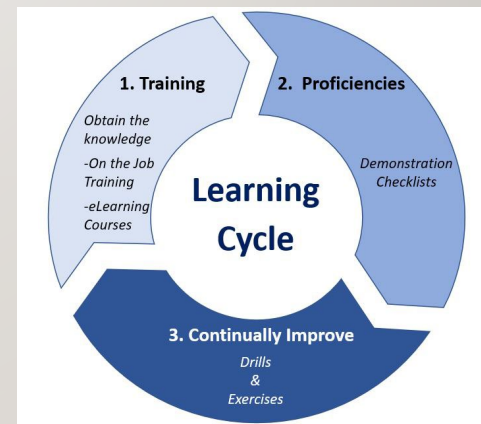 1. Training
Obtain the
knowledge
-On the Job
Training
-eLearning
Courses
2. Proficiencies
Demonstration
Checklists
Learning
Cycle
3. Continually Improve
Drills
&
Exercises